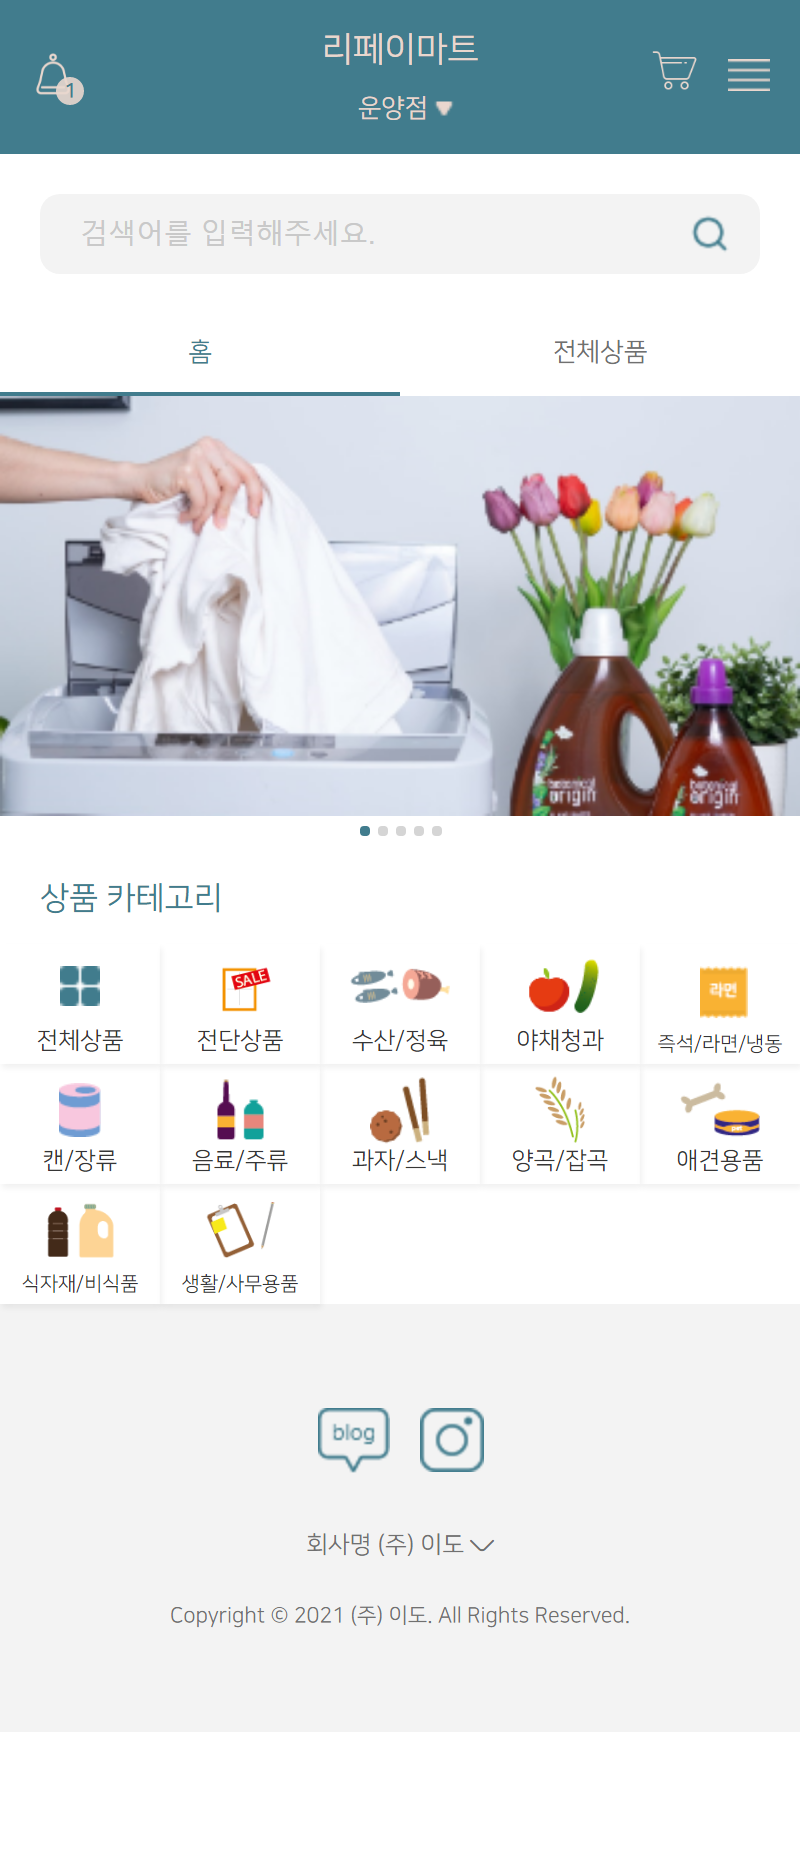 리페이마트
1
운양점
검색어를 입력해주세요.
홈
전체상품
botanical
origin
botanical
origin
상품 카테고리
SALE
라면
전체상품
전단상품
수산/정육
야채청과
즉석/라면/냉동
pet
캔/장류
음료/주류
과자/스낵
양곡/잡곡
애견용품
식자재/비식품
생활/사무용품
blog
회사명 (주) 이도
Copyright © 2021 (주) 이도. All Rights Reserved.